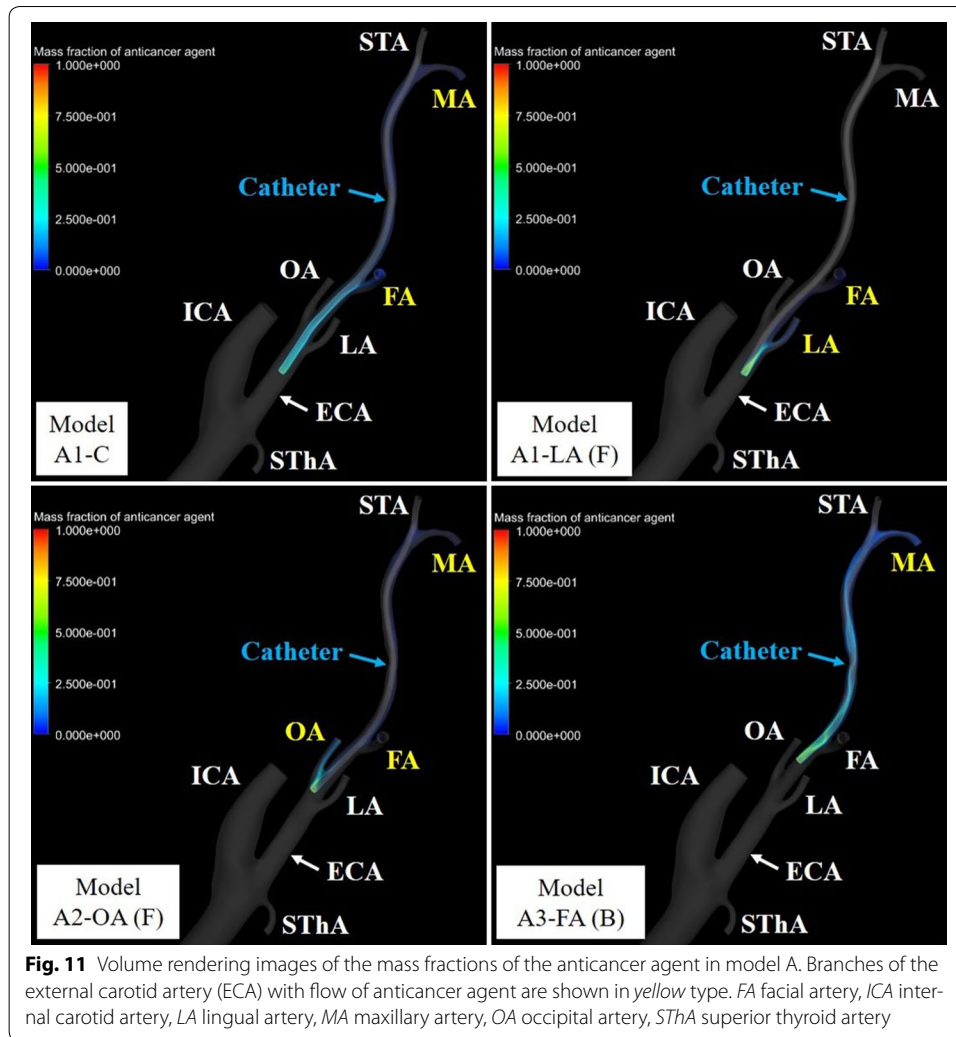 STA
Mass fraction of anticancer agent
1.000e+000
7.500e-001
5.000e-001
2.500e-001
0.000e+000
MA
Catheter
OA
FA
ICA
LA
ECA
SThA
Model
A1-C
STA
Mass fraction of anticancer agent
1.000e+000
7.500e-001
5.000e-001
2.500e-001
0.000e+000
MA
Catheter
OA
FA
ICA
LA
ECA
SThA
Model
A1-LA (F)
STA
Mass fraction of anticancer agent
1.000e+000
7.500e-001
5.000e-001
2.500e-001
0.000e+000
MA
Catheter
OA
FA
ICA
LA
ECA
SThA
Model
A2-OA (F)
STA
Mass fraction of anticancer agent
1.000e+000
7.500e-001
5.000e-001
2.500e-001
0.000e+000
MA
Catheter
OA
FA
ICA
LA
ECA
SThA
Model
A3-FA (B)
Fig. 11 Volume rendering images of the mass fractions of the anticancer agent in model A. Branches of the
external carotid artery (ECA) with flow of anticancer agent are shown in yellow type. FA facial artery, ICA inter-
nal carotid artery, LA lingual artery, MA maxillary artery, OA occipital artery, SThA superior thyroid artery